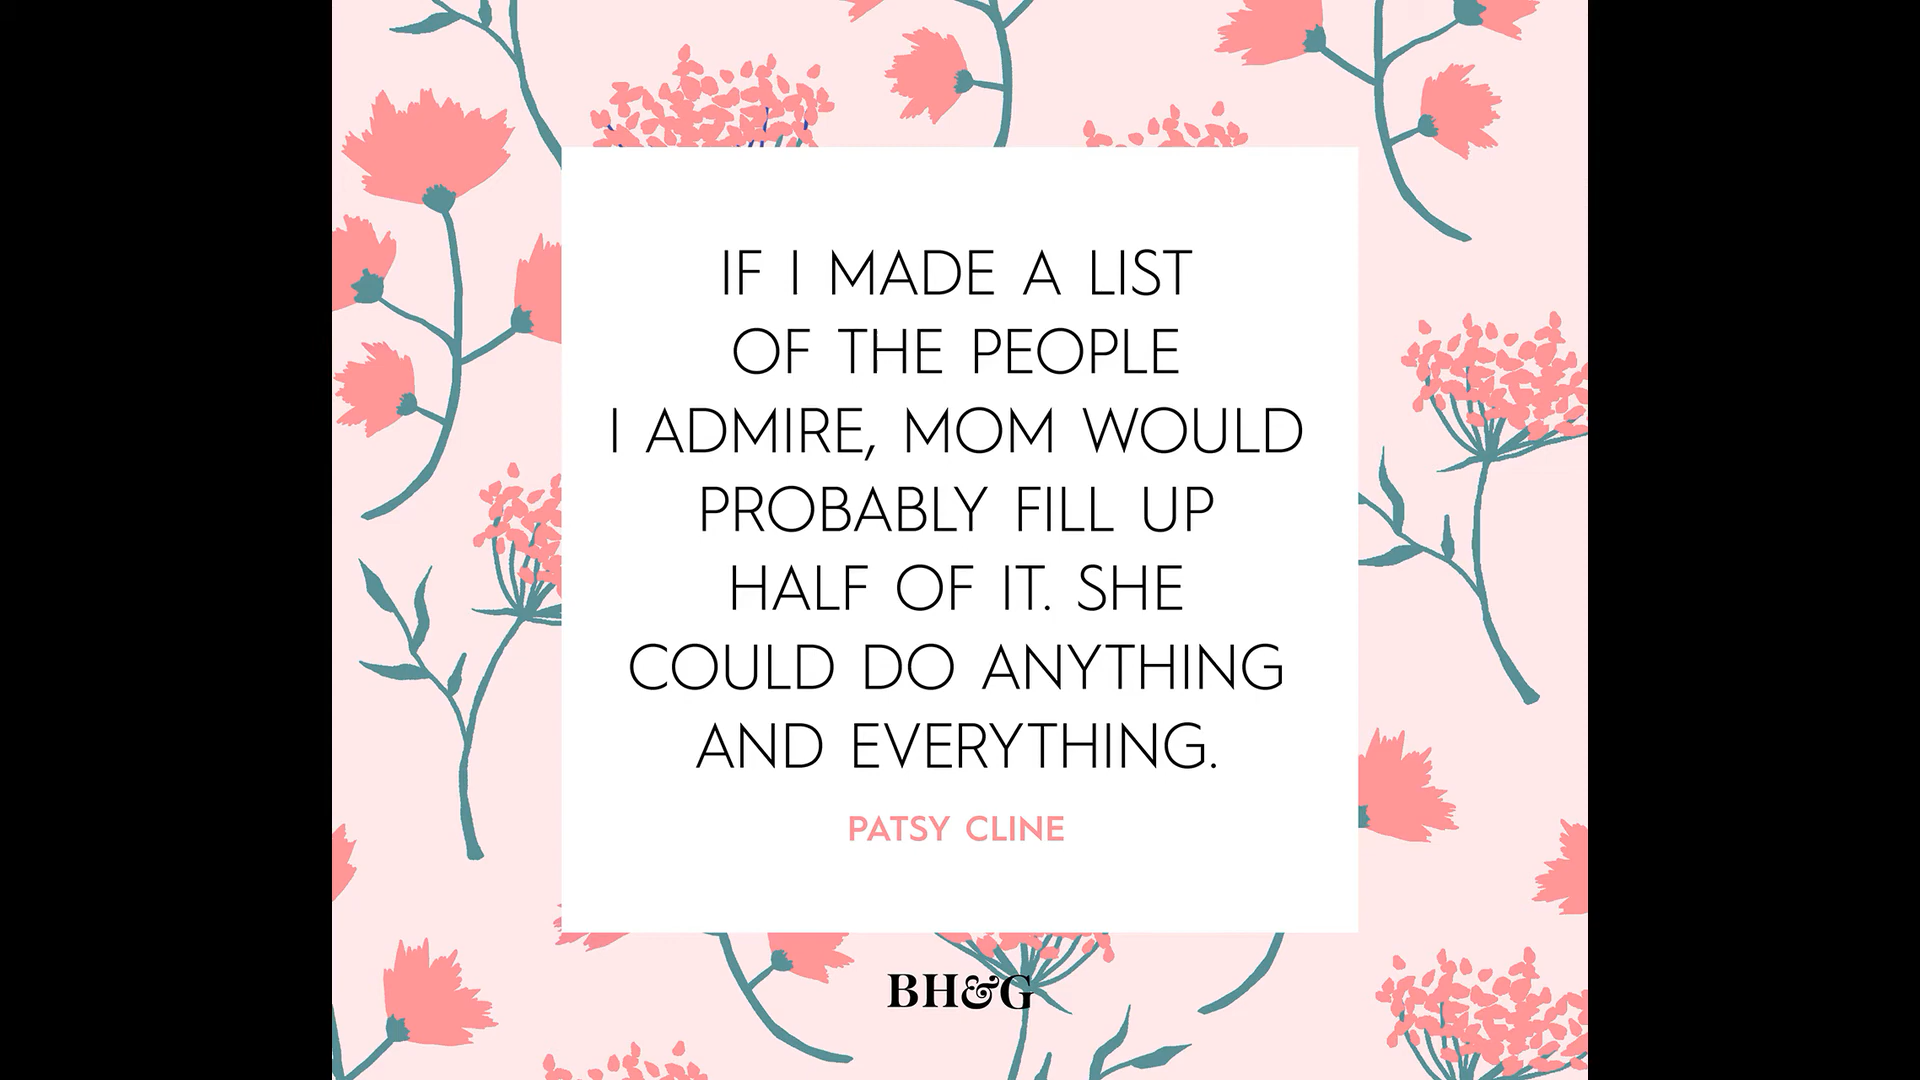 IF I MADE A LIST
OF THE PEOPLE
I ADMIRE, MOM WOULD
PROBABLY FILL UP
HALF OF IT. SHE
COULD DO ANYTHING
AND EVERYTHING.
PATSY CLINE
BH&G